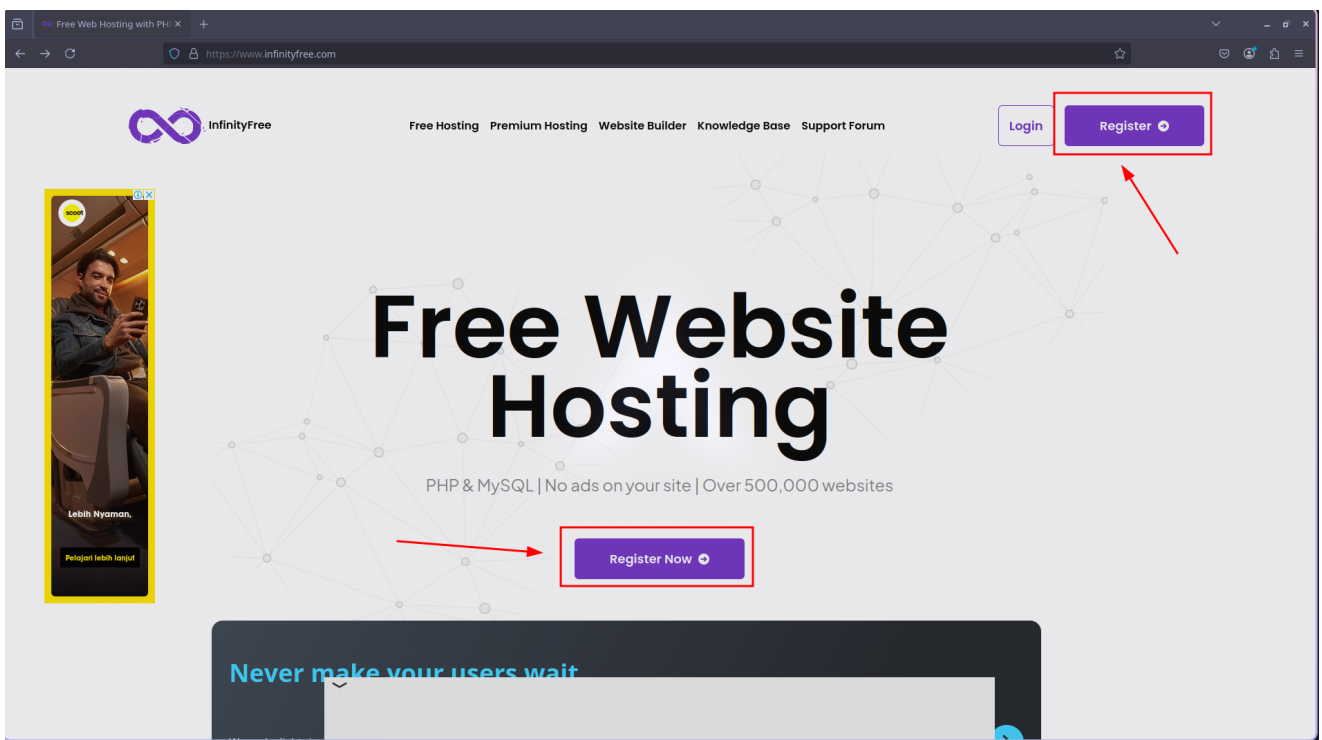 Free Web Hosting with PH
https://www.infinityfree.com
InfinityFree
Free Hosting Premium Hosting Website Builder Knowledge Base Support Forum
Login
Register
scoot
Lebih Nyaman,
Pelajari lebih lanjut
Free Website
Hosting
PHP & MySQL | No ads on your site | Over 500,000 websites
Register Now
Never make your users wait